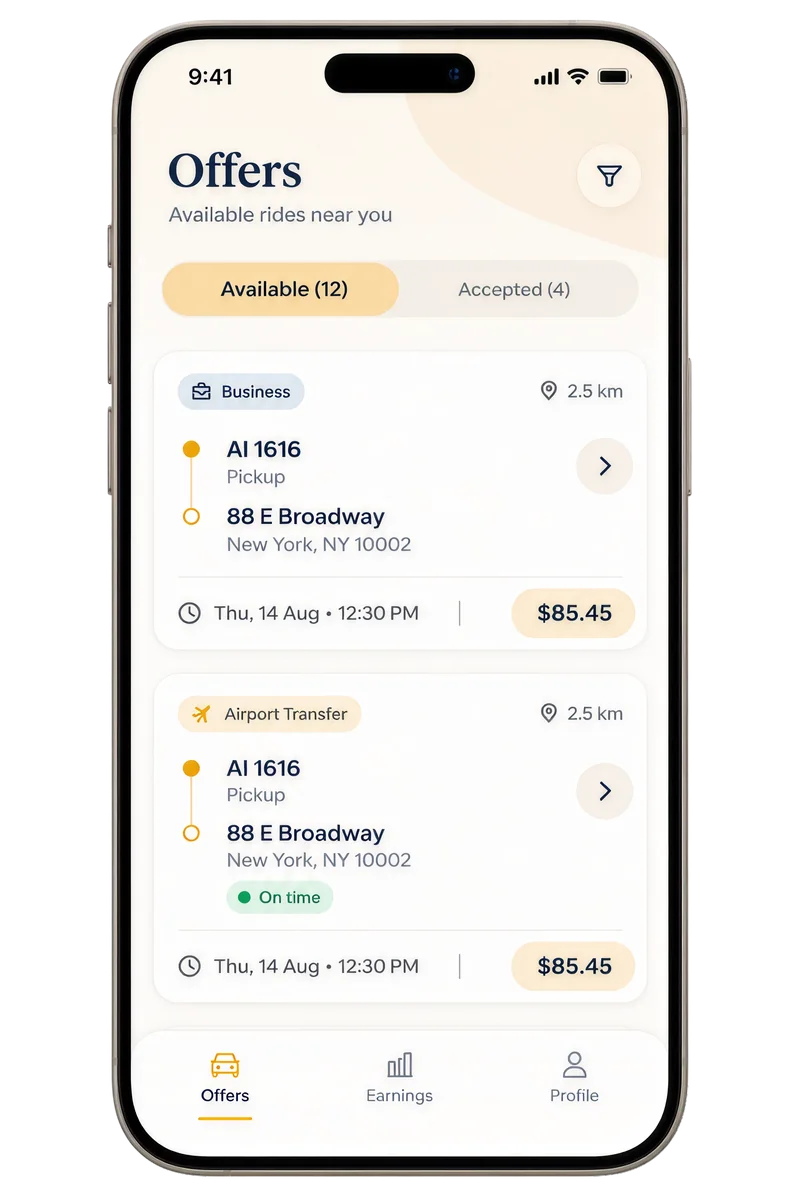 9:41
Offers
Available rides near you
Available (12)
Accepted (4)
Business
2.5 km
AI 1616
Pickup
88 E Broadway
New York, NY 10002
Thu, 14 Aug • 12:30 PM
$85.45
Airport Transfer
2.5 km
AI 1616
Pickup
88 E Broadway
New York, NY 10002
On time
Thu, 14 Aug • 12:30 PM
$85.45
Offers
Earnings
Profile